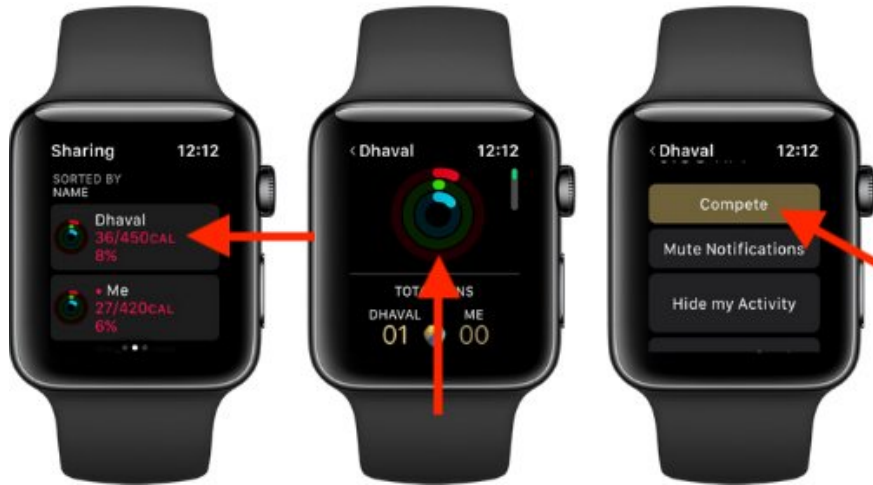 Sharing 12:12
SORTED BY
NAME
Dhaval
36/450CAL
8%
• Me
27/420CAL
6%
<Dhaval 12:12
DHAVAL ME
01 00
<Dhaval 12:12
Compete
Mute Notifications
Hide my Activity